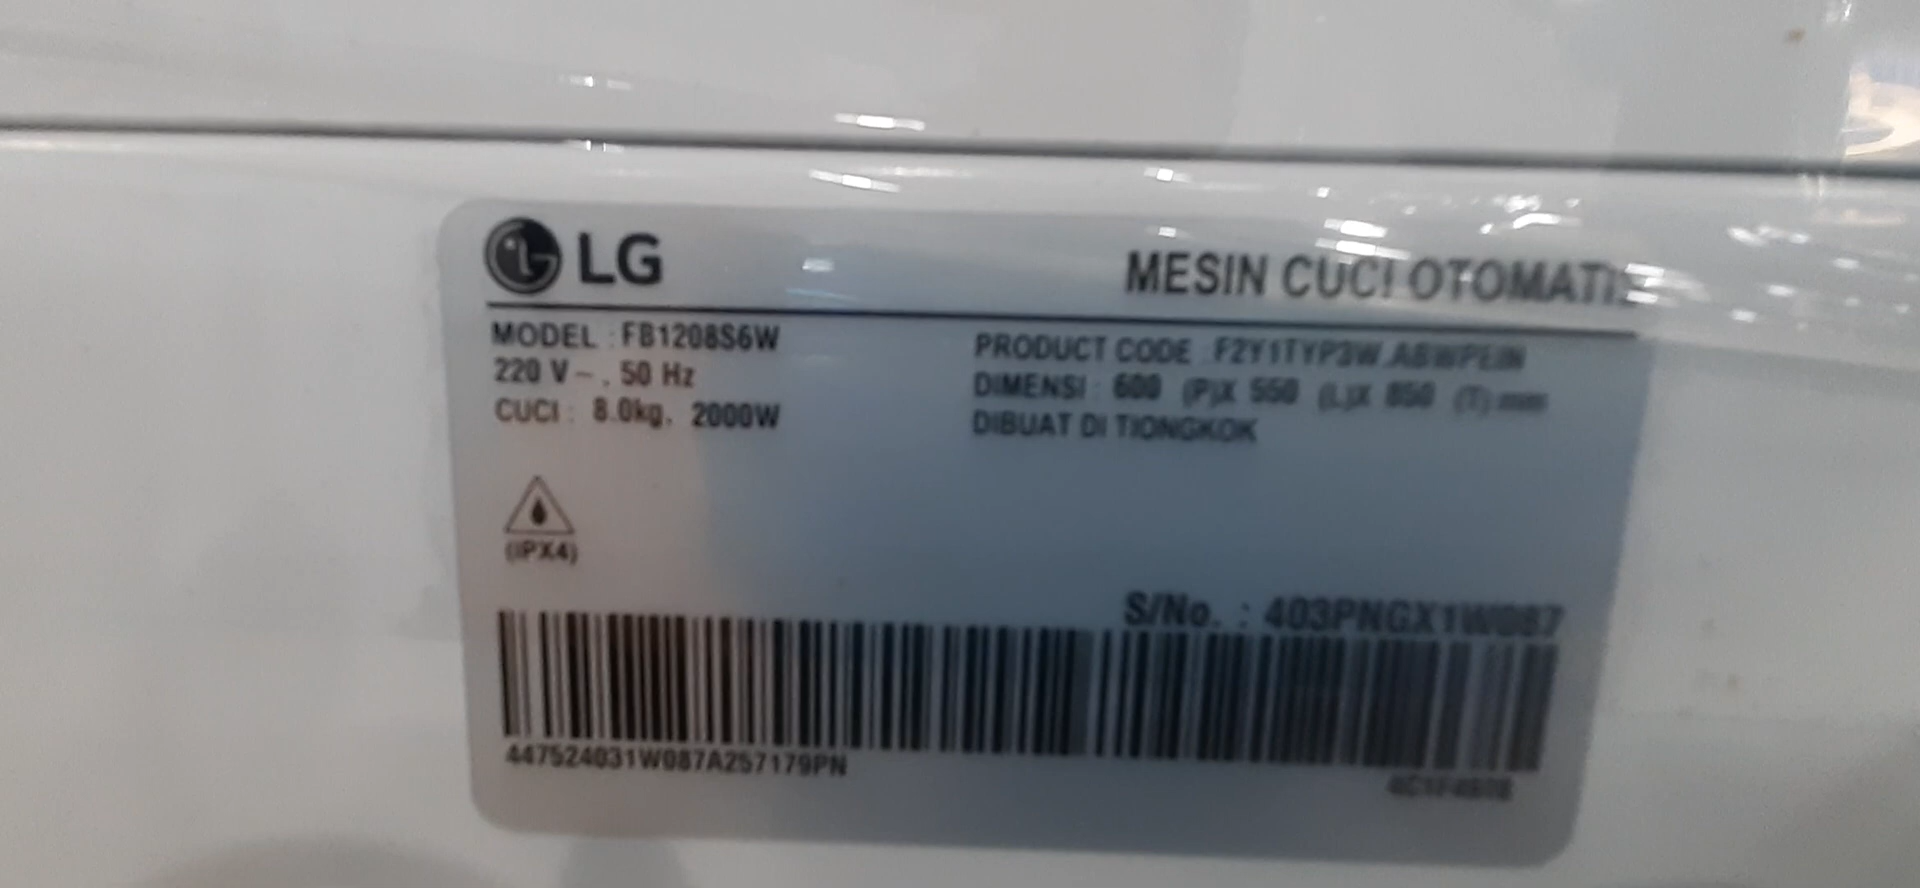 LG
MESIN CUCI OTOMATIS
MODEL : FB1208S6W
220 V~, 50 Hz
CUCI : 8.0kg, 2000W
PRODUCT CODE F2Y1TYP3W.ABWPEIN
DIMENSI : 600 (P)X 550 (L)X 850 (T) mm
DIBUAT DI TIONGKOK
(IPX4)
S/No. : 403PNGX1W087
447524031W087A257179PN